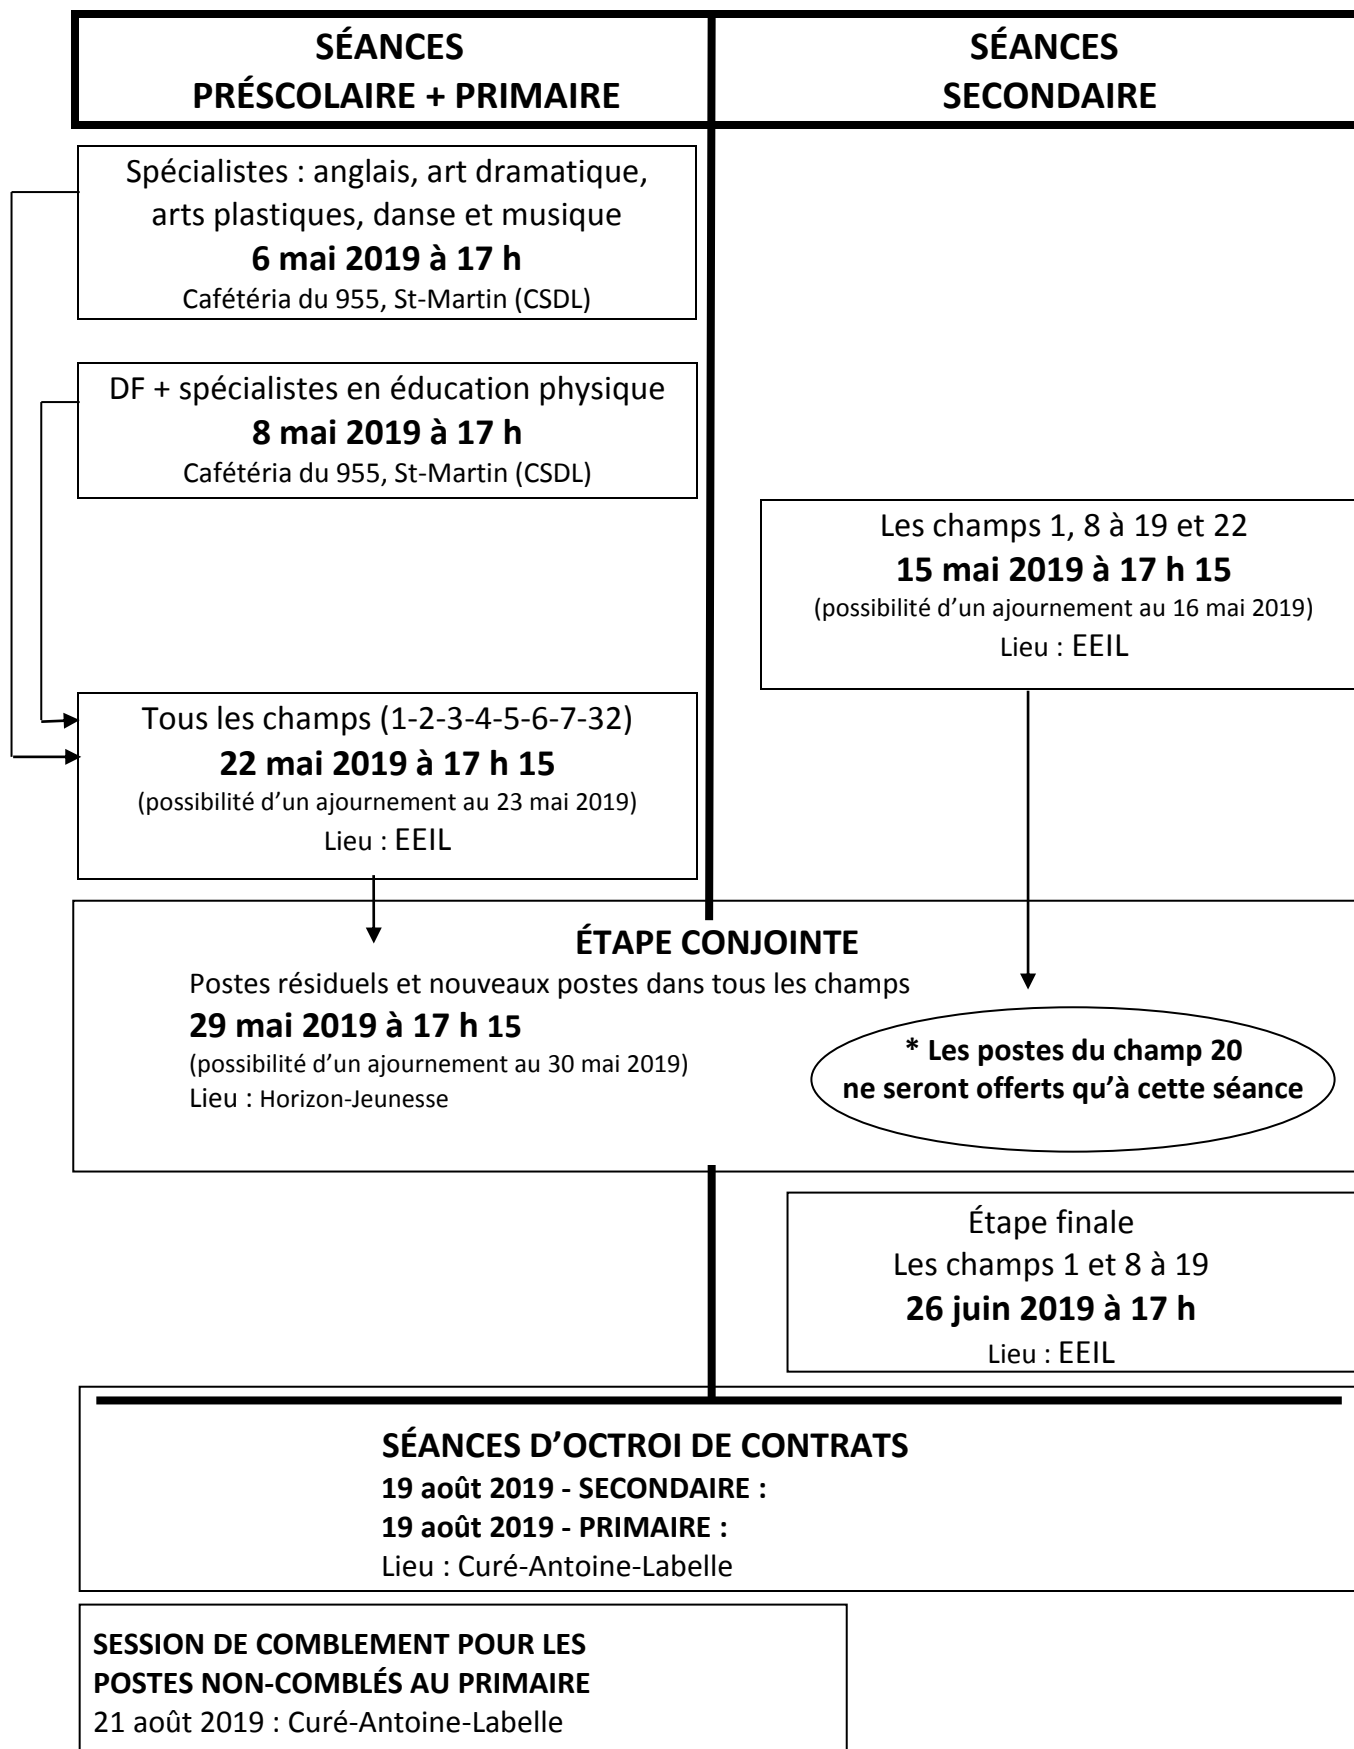 SÉANCES
PRÉSCOLAIRE + PRIMAIRE
SÉANCES
SECONDAIRE
Spécialistes : anglais, art dramatique,
arts plastiques, danse et musique
6 mai 2019 à 17 h
Cafétéria du 955, St-Martin (CSDL)
DF + spécialistes en éducation physique
8 mai 2019 à 17 h
Cafétéria du 955, St-Martin (CSDL)
Les champs 1, 8 à 19 et 22
15 mai 2019 à 17 h 15
(possibilité d’un ajournement au 16 mai 2019)
Lieu : EEIL
Tous les champs (1-2-3-4-5-6-7-32)
22 mai 2019 à 17 h 15
(possibilité d’un ajournement au 23 mai 2019)
Lieu : EEIL
ÉTAPE CONJOINTE
Postes résiduels et nouveaux postes dans tous les champs
29 mai 2019 à 17 h 15
(possibilité d’un ajournement au 30 mai 2019)
Lieu : Horizon-Jeunesse
* Les postes du champ 20
ne seront offerts qu’à cette séance
Étape finale
Les champs 1 et 8 à 19
26 juin 2019 à 17 h
Lieu : EEIL
SÉANCES D’OCTROI DE CONTRATS
19 août 2019 - SECONDAIRE :
19 août 2019 - PRIMAIRE :
Lieu : Curé-Antoine-Labelle
SESSION DE COMBLEMENT POUR LES
POSTES NON-COMBLÉS AU PRIMAIRE
21 août 2019 : Curé-Antoine-Labelle